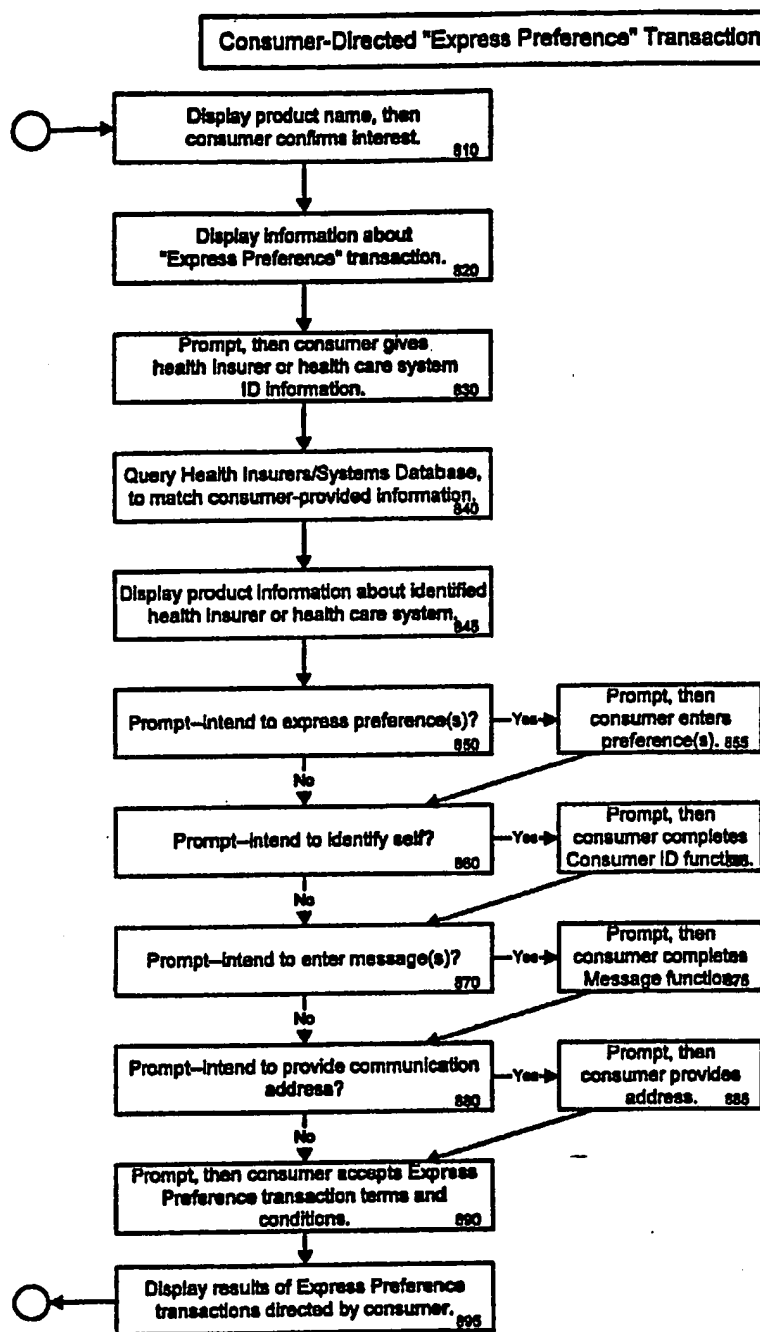 Consumer-Directed "Express Preference" Transaction
Display product name, then
consumer confirms interest.
810
Display information about
"Express Preference" transaction.
820
Prompt, then consumer gives
health insurer or health care system
ID information.
830
Query Health Insurers/Systems Database,
to match consumer-provided information.
840
Display product information about identified
health insurer or health care system.
845
Prompt–intend to express preference(s)?
850
Yes
Prompt, then
consumer enters
preference(s). 855
No
Prompt–intend to identify self?
860
Yes
Prompt, then
consumer completes
Consumer ID function.
No
Prompt–intend to enter message(s)?
870
Yes
Prompt, then
consumer completes
Message function 875
No
Prompt–intend to provide communication
address?
880
Yes
Prompt, then
consumer provides
address. 885
No
Prompt, then consumer accepts Express
Preference transaction terms and
conditions.
890
Display results of Express Preference
transactions directed by consumer.
895